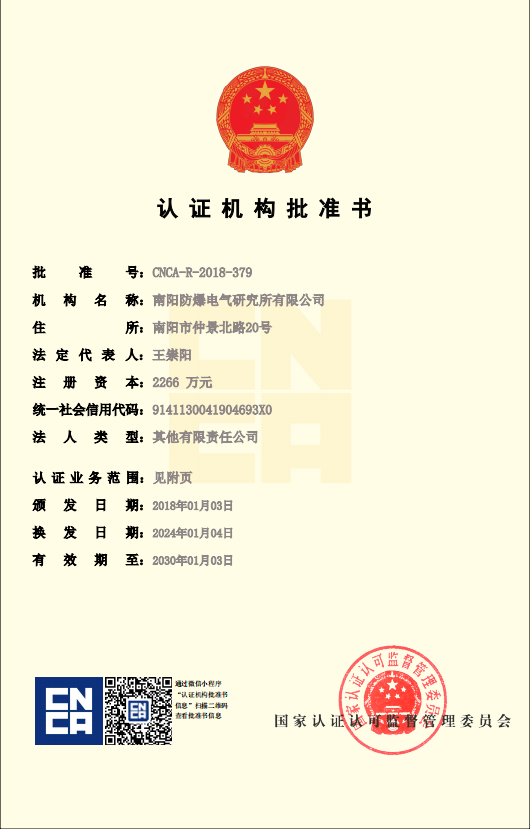 认证机构批准书
批准号：CNCA-R-2018-379
机构名称：南阳防爆电气研究所有限公司
住所：南阳市仲景北路20号
法定代表人：王崇阳
注册资本：2266 万元
统一社会信用代码：9141130041904693X0
法人类型：其他有限责任公司
认证业务范围：见附页
颁发日期：2018年01月03日
换发日期：2024年01月04日
有效期至：2030年01月03日
CNCA
CNCA
通过微信小程序
“认证机构批准书
信息”扫描二维码
查看批准书信息
国家认证认可监督管理委员会
国家认证认可监督管理委员会